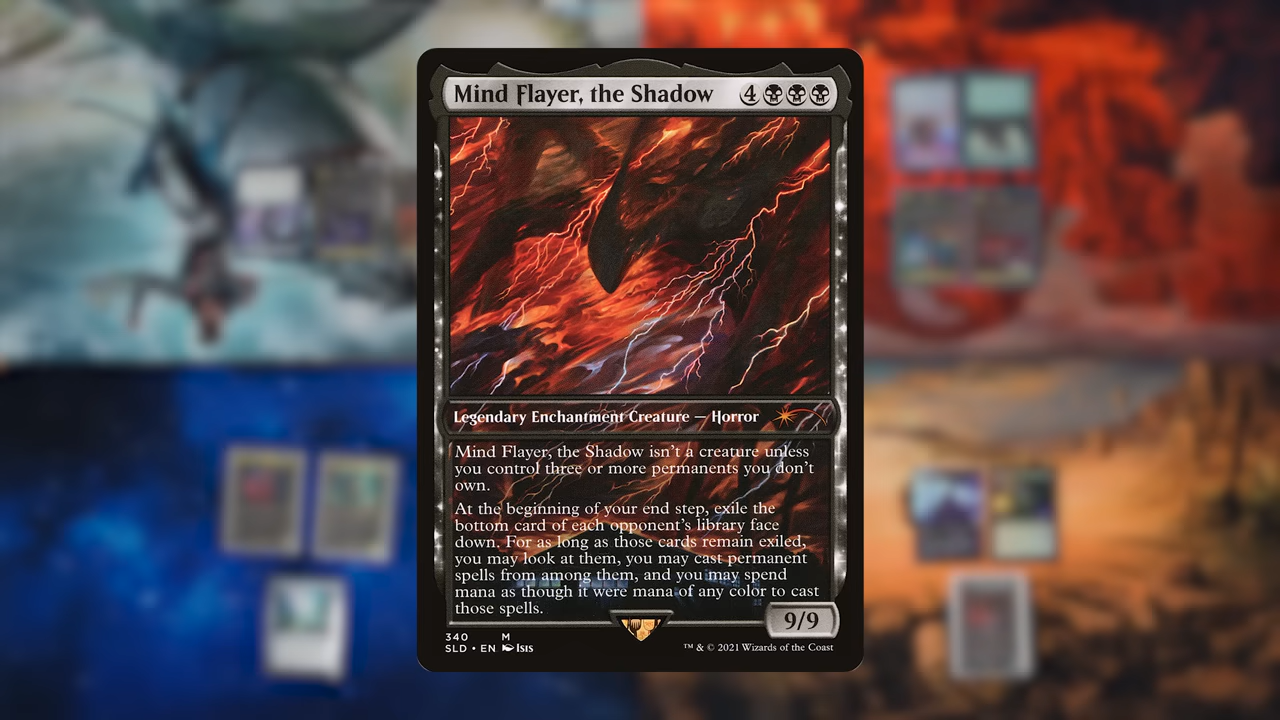 Mind Flayer, the Shadow 4
Legendary Enchantment Creature — Horror
Mind Flayer, the Shadow isn't a creature unless
you control three or more permanents you don't
own.
At the beginning of your end step, exile the
bottom card of each opponent's library face
down. For as long as those cards remain exiled,
you may look at them, you may cast permanent
spells from among them, and you may spend
mana as though it were mana of any color to cast
those spells.
9/9
340 M
SLD • EN Isis
™ & © 2021 Wizards of the Coast